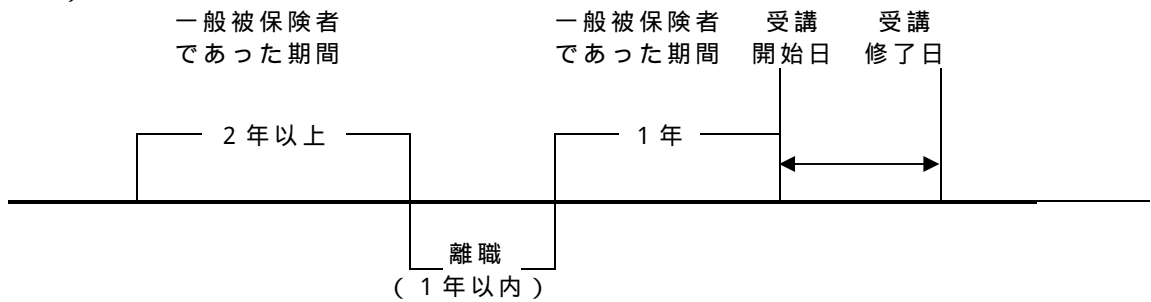 一般被保険者 一般被保険者 受講 受講
であった期間 であった期間 開始日 修了日
2年以上 1年
離職
(1年以内)